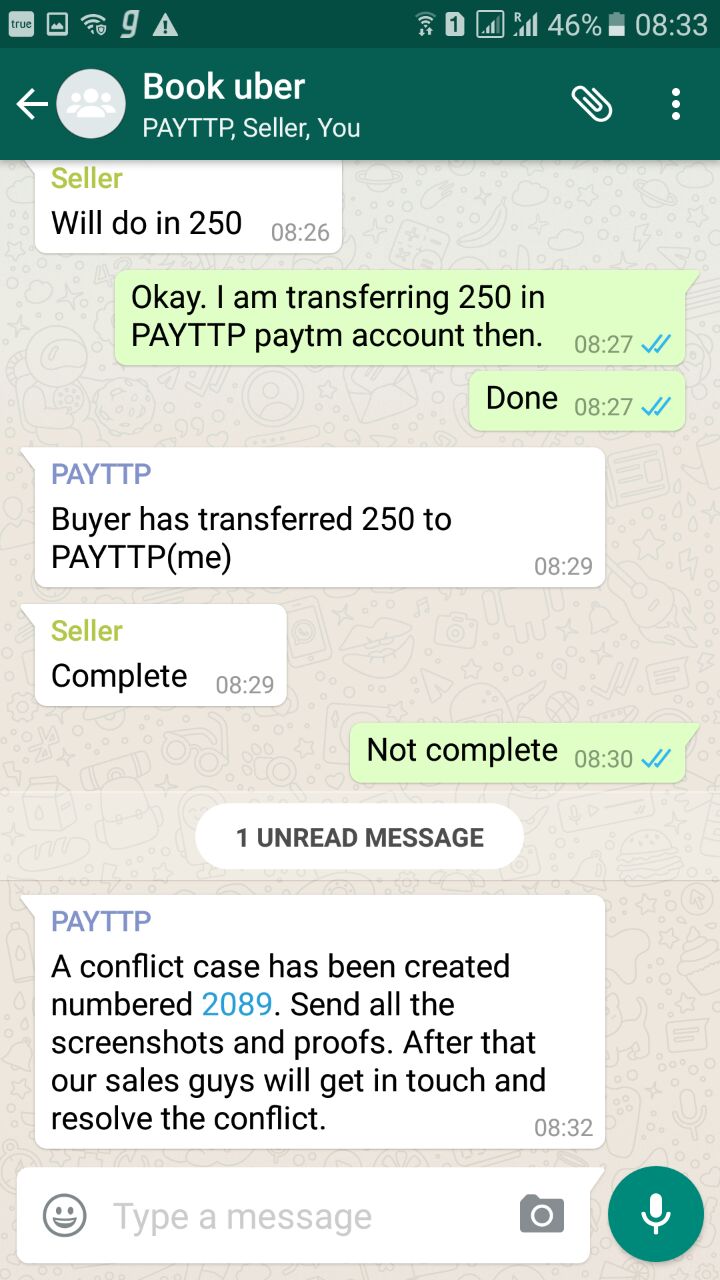 true g 1 R 46% 08:33
Book uber
PAYTTP, Seller, You
Seller
Will do in 250 08:26
Okay. I am transferring 250 in
PAYTTP paytm account then. 08:27
Done 08:27
PAYTTP
Buyer has transferred 250 to
PAYTTP(me) 08:29
Seller
Complete 08:29
Not complete 08:30
1 UNREAD MESSAGE
PAYTTP
A conflict case has been created
numbered 2089. Send all the
screenshots and proofs. After that
our sales guys will get in touch and
resolve the conflict. 08:32
Type a message